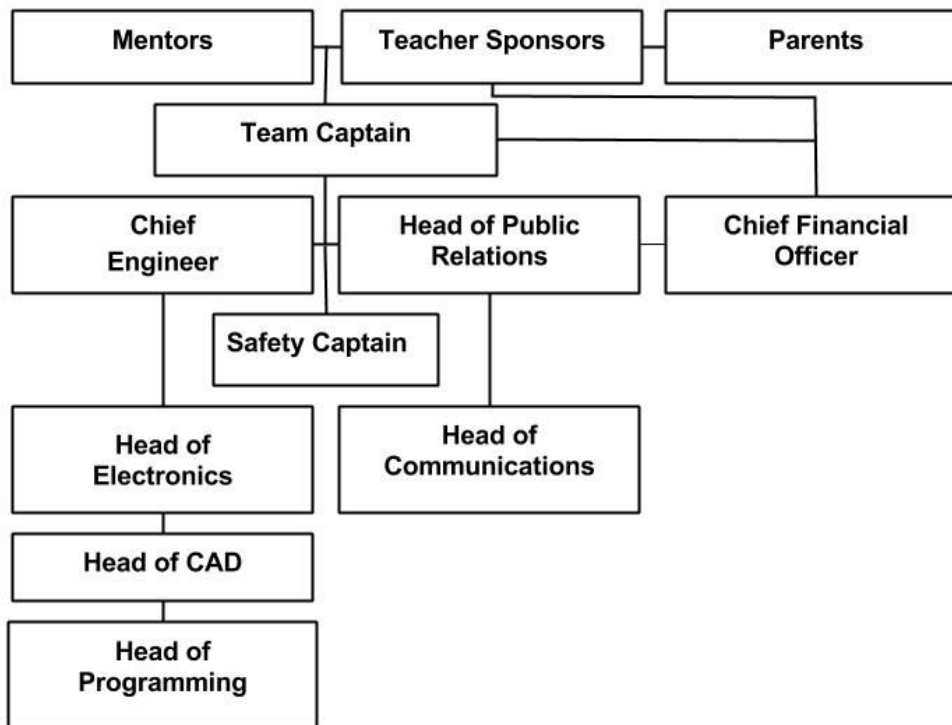 Mentors
Teacher Sponsors
Parents
Team Captain
Chief
Engineer
Head of Public
Relations
Chief Financial
Officer
Safety Captain
Head of
Electronics
Head of
Communications
Head of CAD
Head of
Programming